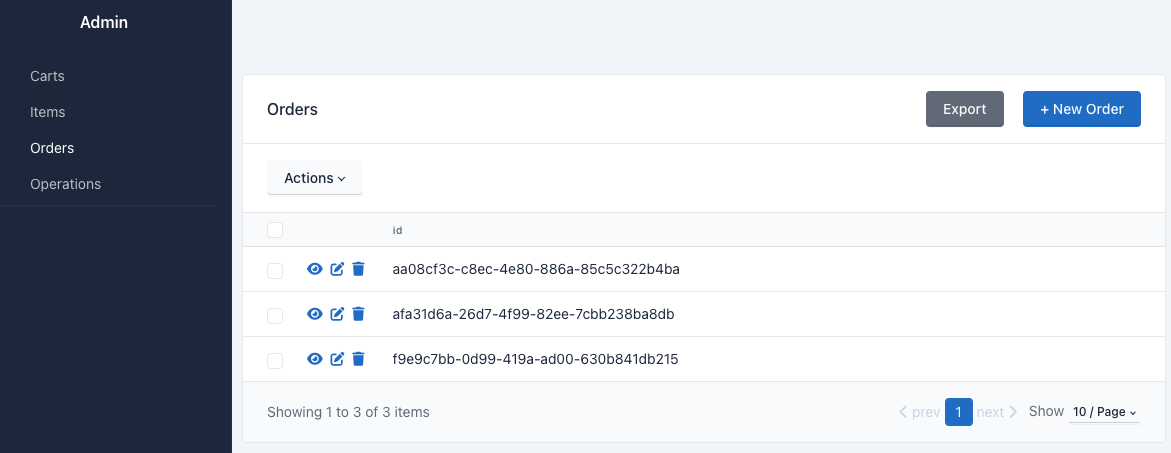 Admin
Carts
Items
Orders
Operations
Orders
Export
+ New Order
Actions
id
aa08cf3c-c8ec-4e80-886a-85c5c322b4ba
afa31d6a-26d7-4f99-82ee-7cbb238ba8db
f9e9c7bb-0d99-419a-ad00-630b841db215
Showing 1 to 3 of 3 items
prev 1 next Show 10 / Page